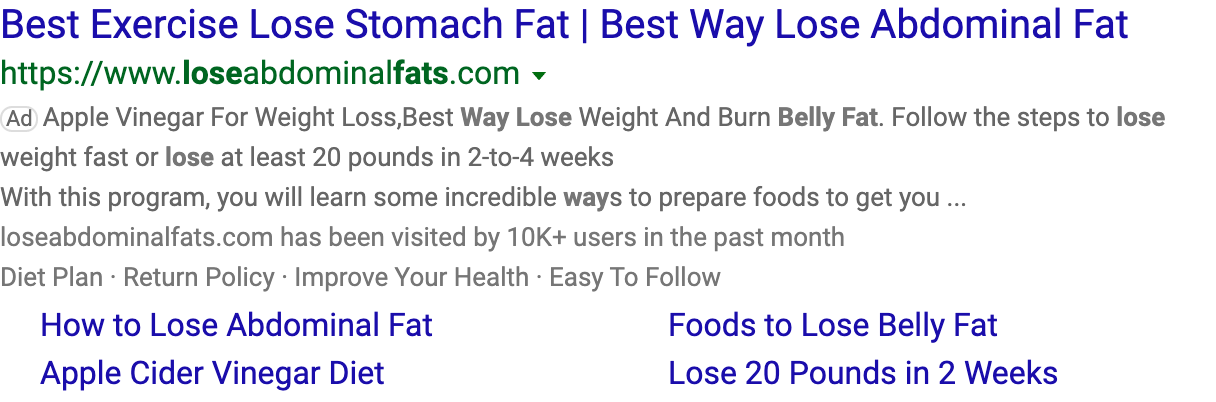 Best Exercise Lose Stomach Fat | Best Way Lose Abdominal Fat
https://www.loseabdominalfats.com
Ad Apple Vinegar For Weight Loss,Best Way Lose Weight And Burn Belly Fat. Follow the steps to lose
weight fast or lose at least 20 pounds in 2-to-4 weeks
With this program, you will learn some incredible ways to prepare foods to get you ...
loseabdominalfats.com has been visited by 10K+ users in the past month
Diet Plan · Return Policy · Improve Your Health · Easy To Follow
How to Lose Abdominal Fat Foods to Lose Belly Fat
Apple Cider Vinegar Diet Lose 20 Pounds in 2 Weeks